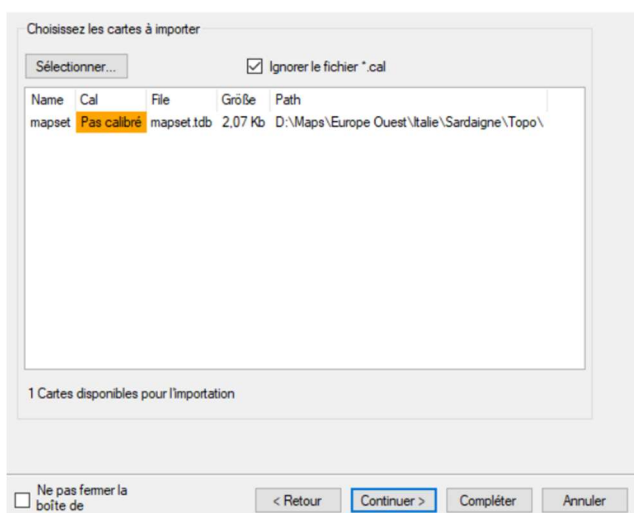 Choisissez les cartes à importer
Sélectionner... Ignorer le fichier *.cal
Name Cal File Größe Path
mapset Pas calibré mapset.tdb 2,07 Kb D:\Maps\Europe Ouest\Italie\Sardaigne\Topo\
1 Cartes disponibles pour l'importation
Ne pas fermer la
boîte de
< Retour Continuer > Compléter Annuler